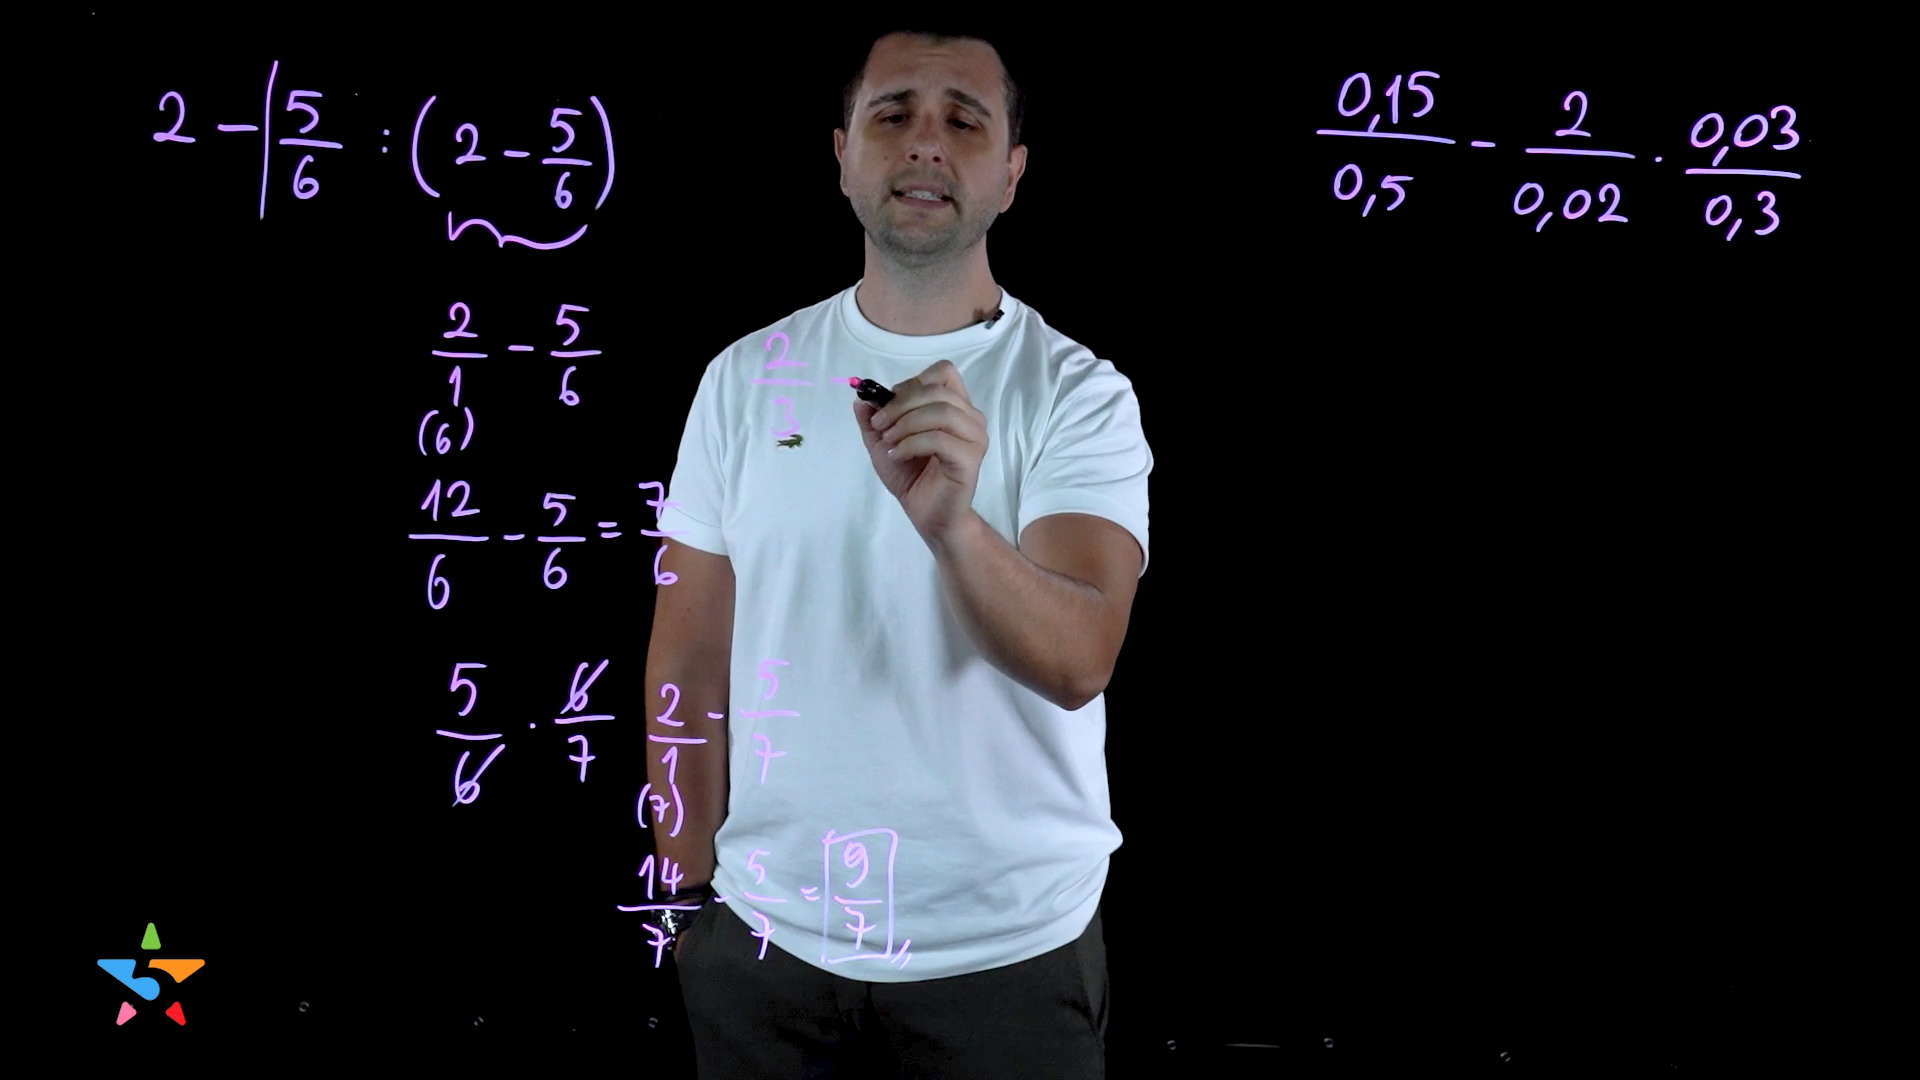 2 - 5/6 : (2 - 5/6)
2/1 - 5/6
(6)
12/6 - 5/6 = 7/6
5/6 · 6/7
2/1 - 5/7
(7)
14/7 - 5/7 = 9/7
2/3 -
0,15/0,5 - 2/0,02 · 0,03/0,3
5